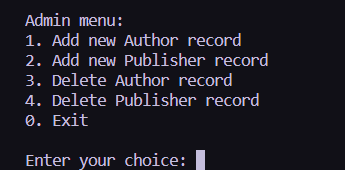 Admin menu:
1. Add new Author record
2. Add new Publisher record
3. Delete Author record
4. Delete Publisher record
0. Exit
Enter your choice: